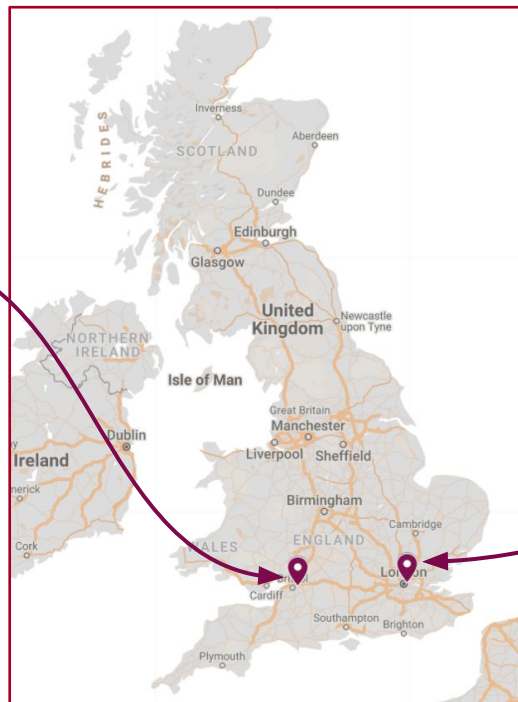 Inverness
Aberdeen
SCOTLAND
HEBRIDES
Dundee
Edinburgh
Glasgow
United
Kingdom
Newcastle
upon Tyne
NORTHERN
IRELAND
Isle of Man
Great Britain
Manchester
Dublin
Liverpool
Sheffield
Ireland
Birmingham
Cambridge
WALES
ENGLAND
Cork
London
Cardiff
Southampton
Brighton
Plymouth